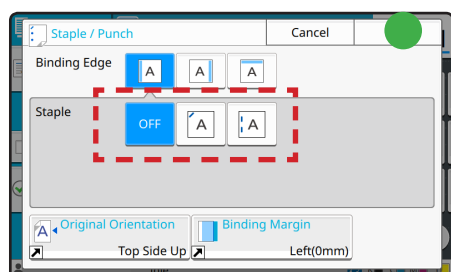 Staple / Punch
Cancel
Binding Edge
A
A
A
Staple
OFF
A
A
A
Original Orientation
Top Side Up
Binding Margin
Left(0mm)